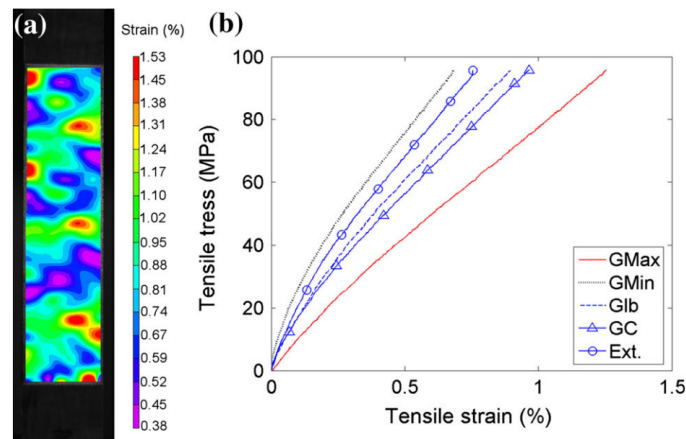 (a)
Strain (%)
1.53
1.45
1.38
1.31
1.24
1.17
1.10
1.02
0.95
0.88
0.81
0.74
0.67
0.59
0.52
0.45
0.38
(b)
Tensile tress (MPa)
100
80
60
40
20
0
0
0.5
1
1.5
Tensile strain (%)
GMax
GMin
Glb
GC
Ext.